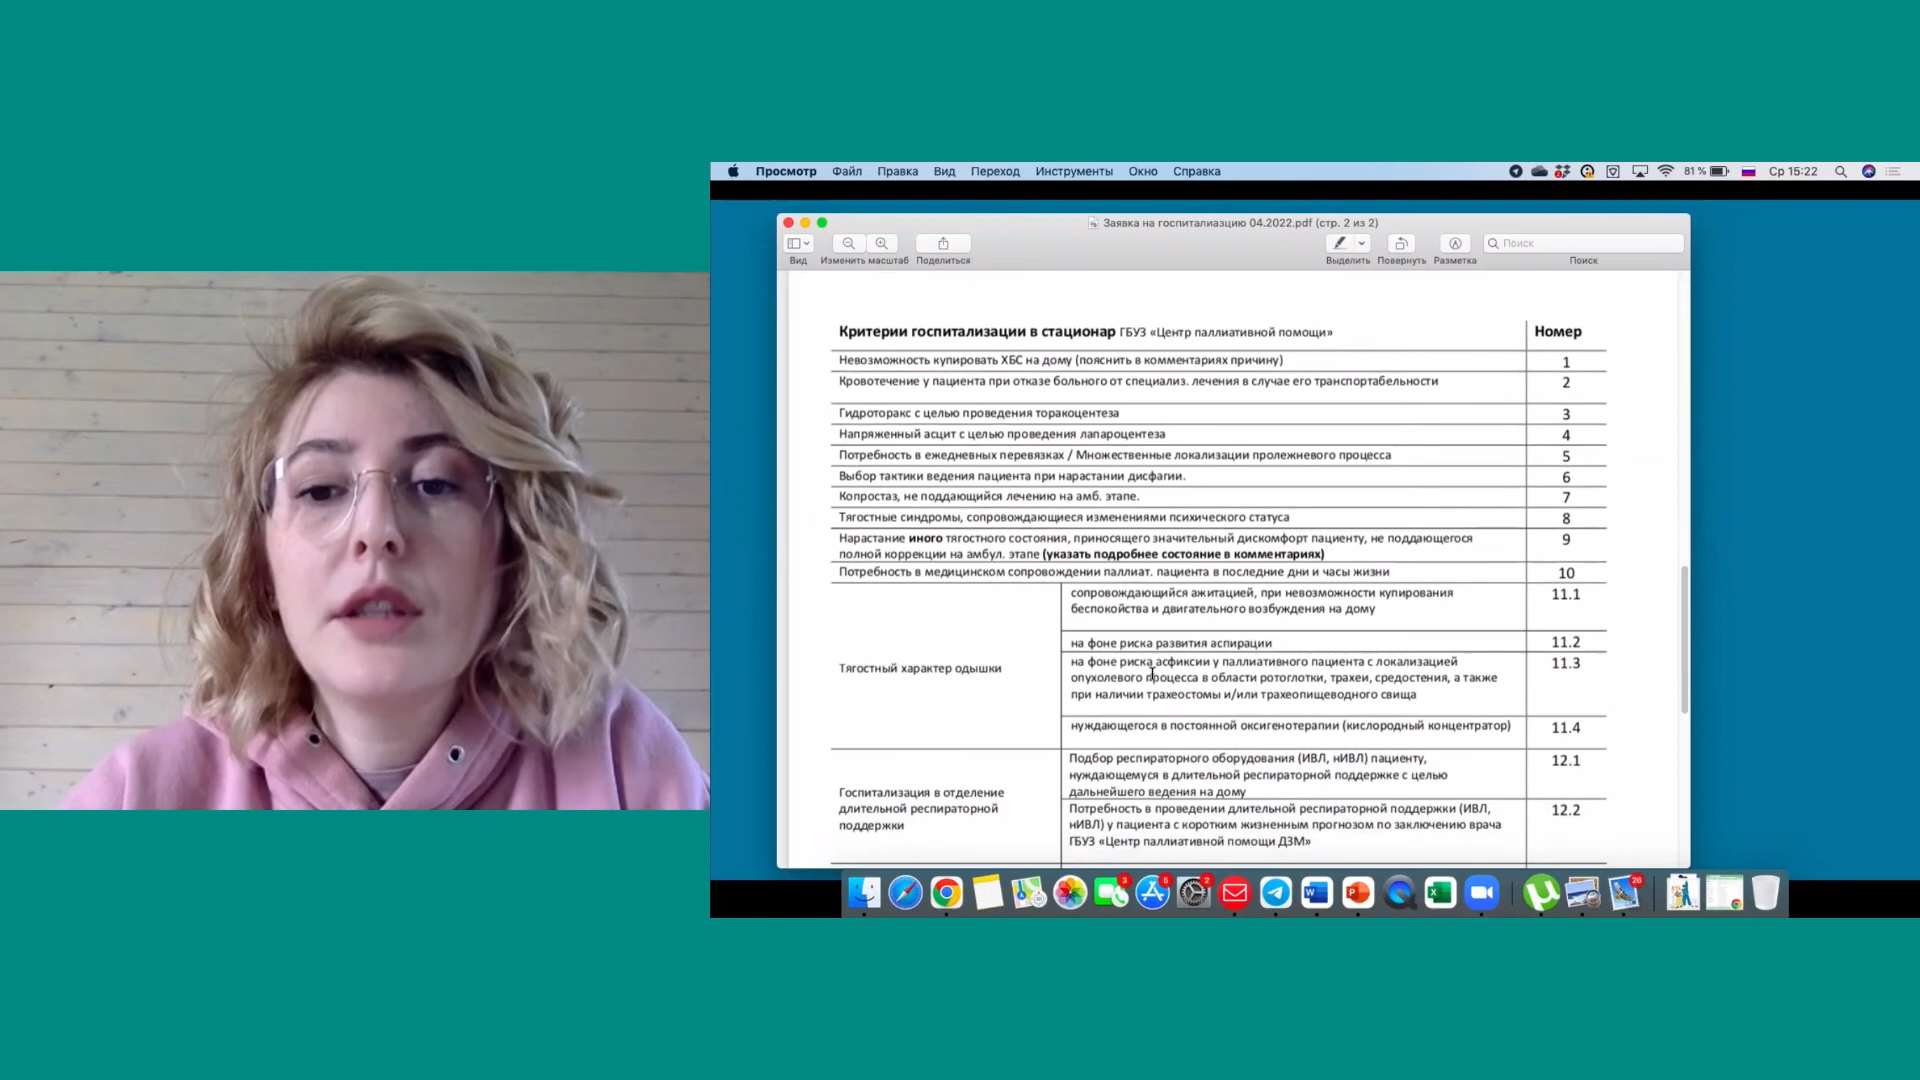 Просмотр Файл Правка Вид Переход Инструменты Окно Справка 81 % Ср 15:22
Заявка на госпитализацию 04.2022.pdf (стр. 2 из 2)
Поиск
Вид Изменить масштаб Поделиться Выделить Повернуть Разметка Поиск
Критерии госпитализации в стационар ГБУЗ «Центр паллиативной помощи» Номер
Невозможность купировать ХБС на дому (пояснить в комментариях причину) 1
Кровотечение у пациента при отказе больного от специализ. лечения в случае его транспортабельности 2
Гидроторакс с целью проведения торакоцентеза 3
Напряженный асцит с целью проведения лапароцентеза 4
Потребность в ежедневных перевязках / Множественные локализации пролежневого процесса 5
Выбор тактики ведения пациента при нарастании дисфагии. 6
Копростаз, не поддающийся лечению на амб. этапе. 7
Тягостные синдромы, сопровождающиеся изменениями психического статуса 8
Нарастание иного тягостного состояния, приносящего значительный дискомфорт пациенту, не поддающегося 9
полной коррекции на амбул. этапе (указать подробнее состояние в комментариях)
Потребность в медицинском сопровождении паллиат. пациента в последние дни и часы жизни 10
Тягостный характер одышки
сопровождающийся ажитацией, при невозможности купирования 11.1
беспокойства и двигательного возбуждения на дому
на фоне риска развития аспирации 11.2
на фоне риска асфиксии у паллиативного пациента с локализацией 11.3
опухолевого процесса в области ротоглотки, трахеи, средостения, а также
при наличии трахеостомы и/или трахеопищеводного свища
нуждающегося в постоянной оксигенотерапии (кислородный концентратор) 11.4
Госпитализация в отделение
длительной респираторной
поддержки
Подбор респираторного оборудования (ИВЛ, нИВЛ) пациенту, 12.1
нуждающемуся в длительной респираторной поддержке с целью
дальнейшего ведения на дому
Потребность в проведении длительной респираторной поддержки (ИВЛ, 12.2
нИВЛ) у пациента с коротким жизненным прогнозом по заключению врача
ГБУЗ «Центр паллиативной помощи ДЗМ»
3 5 2 26